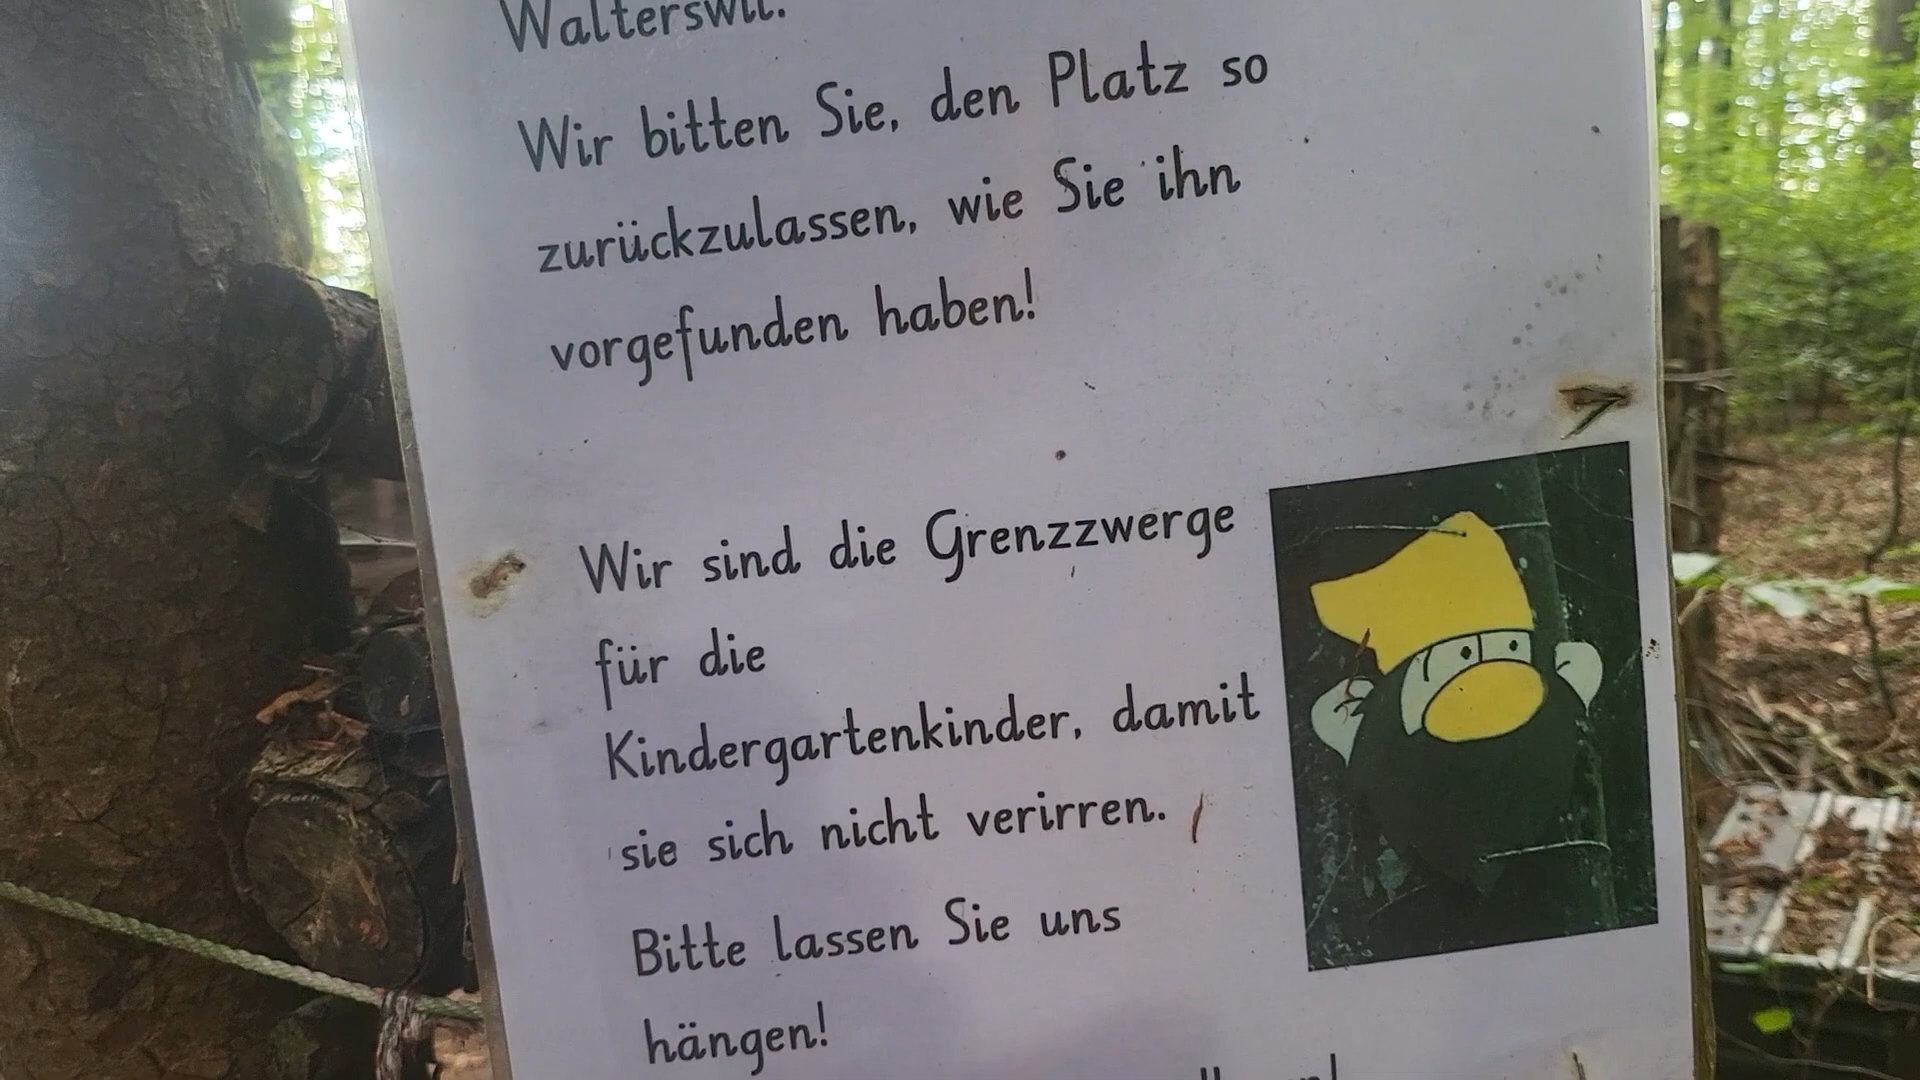 Walterswil.
Wir bitten Sie, den Platz so
zurückzulassen, wie Sie ihn
vorgefunden haben!
Wir sind die Grenzzwerge
für die
Kindergartenkinder, damit
sie sich nicht verirren.
Bitte lassen Sie uns
hängen!